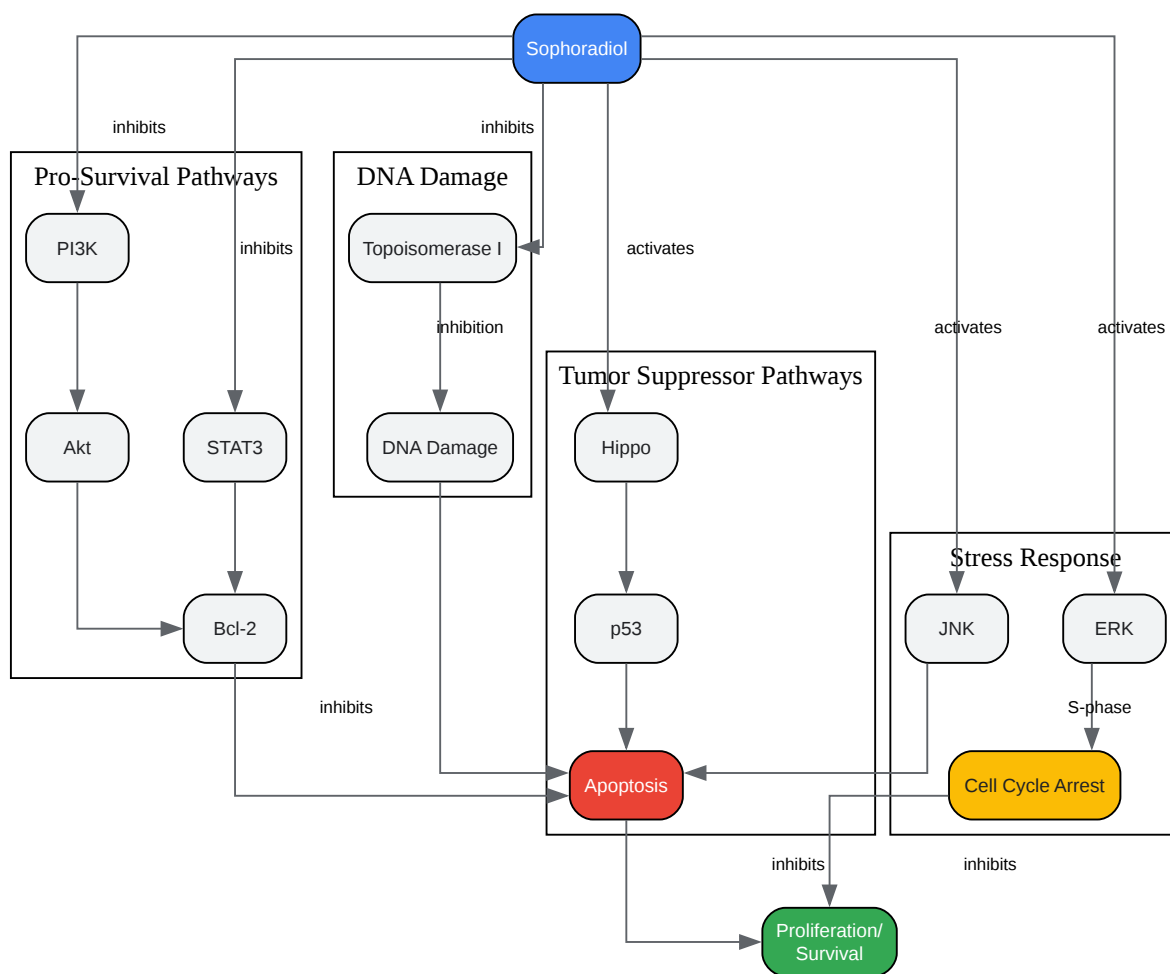 Sophoradiol
inhibits
inhibits
Pro-Survival Pathways
DNA Damage
PI3K
inhibits
Topoisomerase I
activates
inhibition
activates
activates
Tumor Suppressor Pathways
Akt
STAT3
DNA Damage
Hippo
Stress Response
Bcl-2
p53
JNK
ERK
inhibits
S-phase
Apoptosis
Cell Cycle Arrest
inhibits
inhibits
Proliferation/
Survival